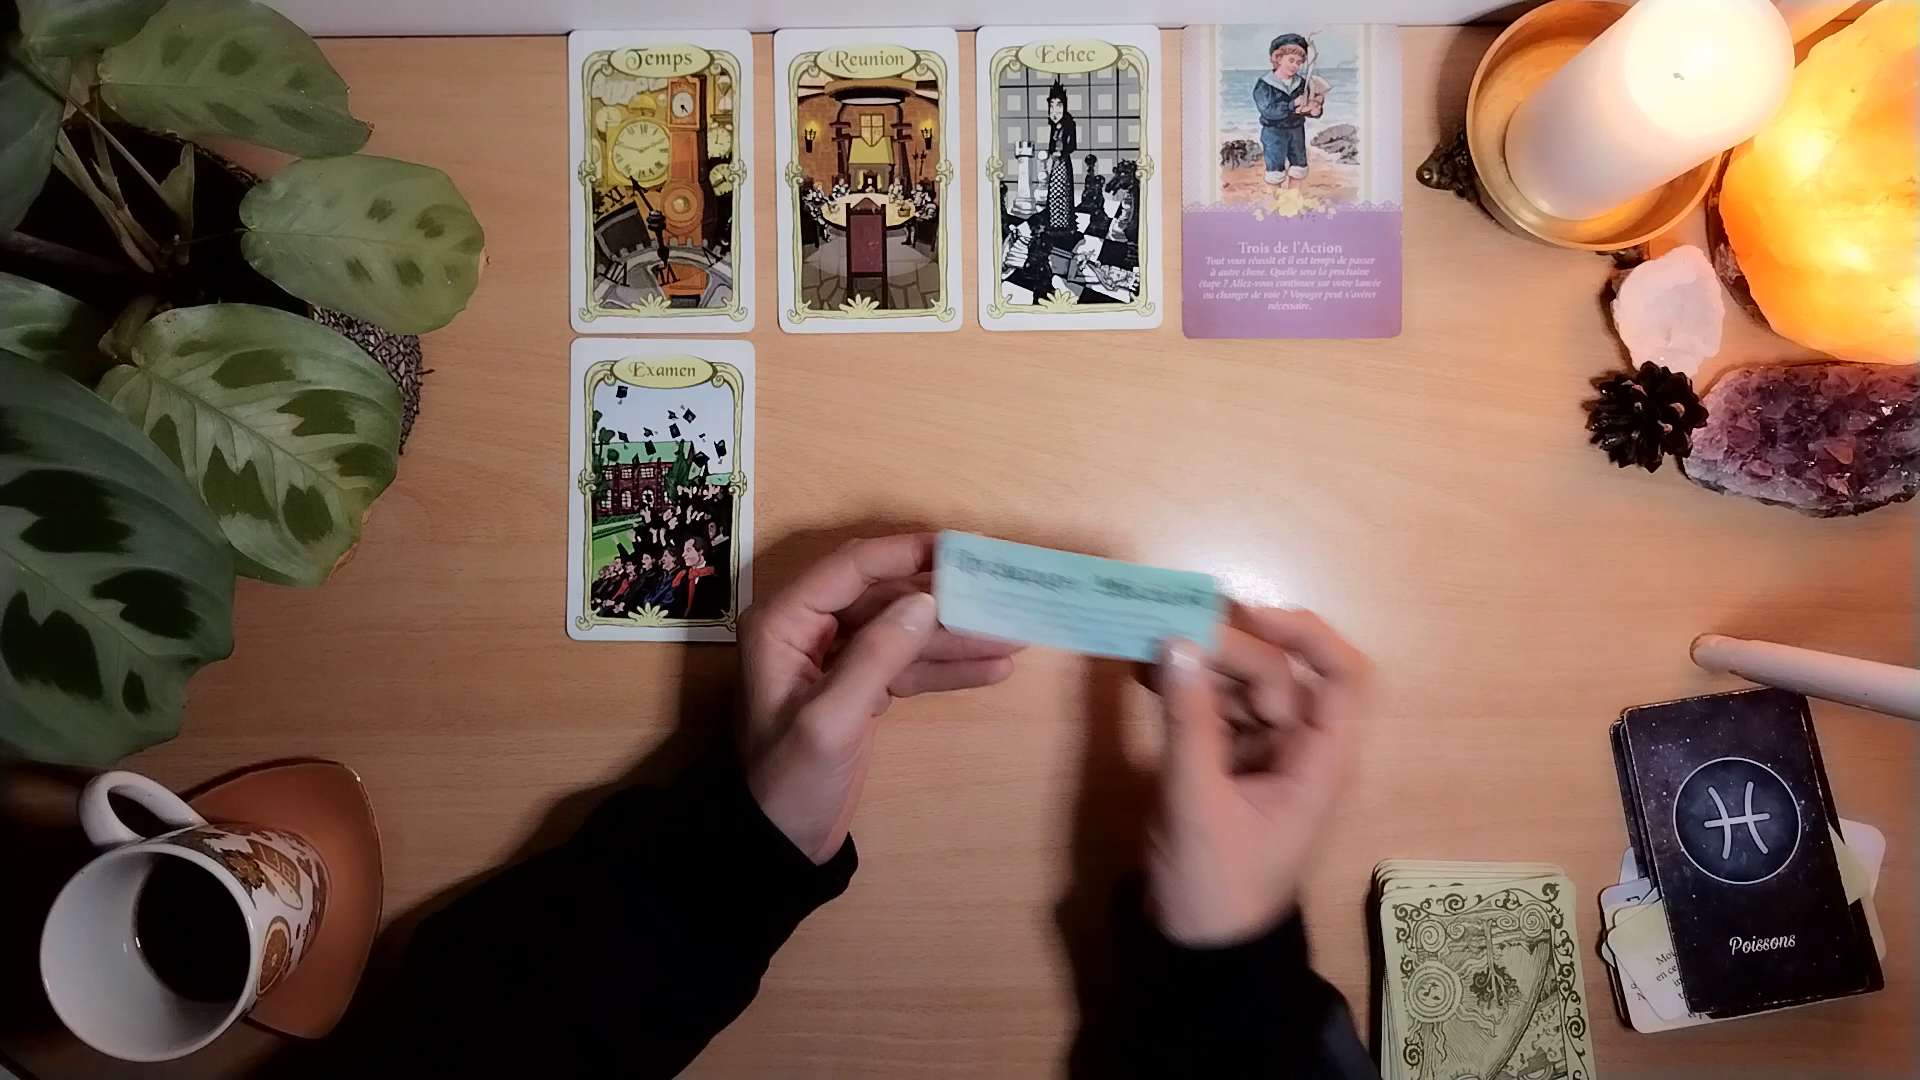 Temps
Reunion
Echec
Trois de l'Action
Tout vous réussit et il est temps de passer
à autre chose. Quelle sera la prochaine
étape ? Allez-vous continuer sur votre lancée
ou changer de voie ? Voyager peut s'avérer
nécessaire.
Examen
Poissons